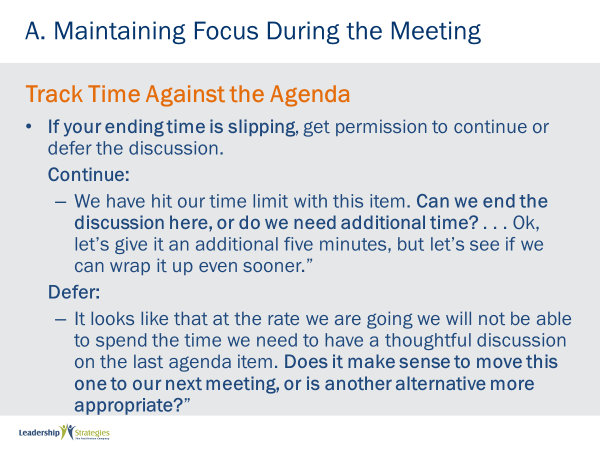 A. Maintaining Focus During the Meeting
Track Time Against the Agenda
• If your ending time is slipping, get permission to continue or
defer the discussion.
Continue:
– We have hit our time limit with this item. Can we end the
discussion here, or do we need additional time? . . . Ok,
let’s give it an additional five minutes, but let’s see if we
can wrap it up even sooner.”
Defer:
– It looks like that at the rate we are going we will not be able
to spend the time we need to have a thoughtful discussion
on the last agenda item. Does it make sense to move this
one to our next meeting, or is another alternative more
appropriate?”
Leadership Strategies
The Facilitation Company